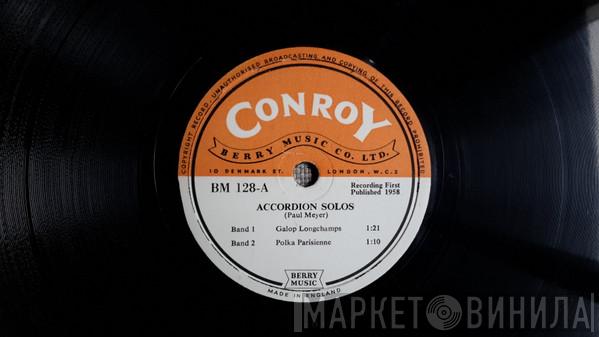 COPYRIGHT RECORD. UNAUTHORISED BROADCASTING AND COPYING OF THIS RECORD PROHIBITED
CONROY
BERRY MUSIC CO. LTD.
10 DENMARK ST. LONDON, W.C.2
BM 128-A
Recording First
Published 1958
ACCORDION SOLOS
(Paul Meyer)
Band 1 Galop Longchamps 1:21
Band 2 Polka Parisienne 1:10
BERRY
MUSIC
MADE IN ENGLAND
МАРКЕТ ВИНИЛА